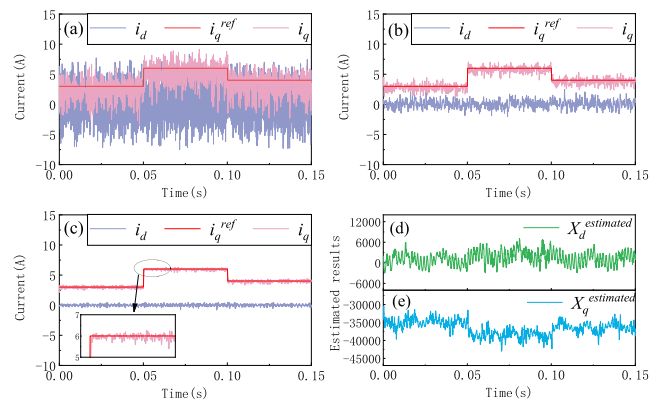 (a) i_d i_q^ref i_q
Current(A)
15
10
5
0
-5
-10
0.00 0.05 0.10 0.15
Time(s)
(b) i_d i_q^ref i_q
Current(A)
15
10
5
0
-5
-10
0.00 0.05 0.10 0.15
Time(s)
(c) i_d i_q^ref i_q
Current(A)
15
10
5
0
-5
-10
7
6
5
0.00 0.05 0.10 0.15
Time(s)
(d) X_d^estimated
Estimated results
12000
6000
0
-6000
(e) X_q^estimated
-30000
-35000
-40000
-45000
0.00 0.05 0.10 0.15
Time(s)